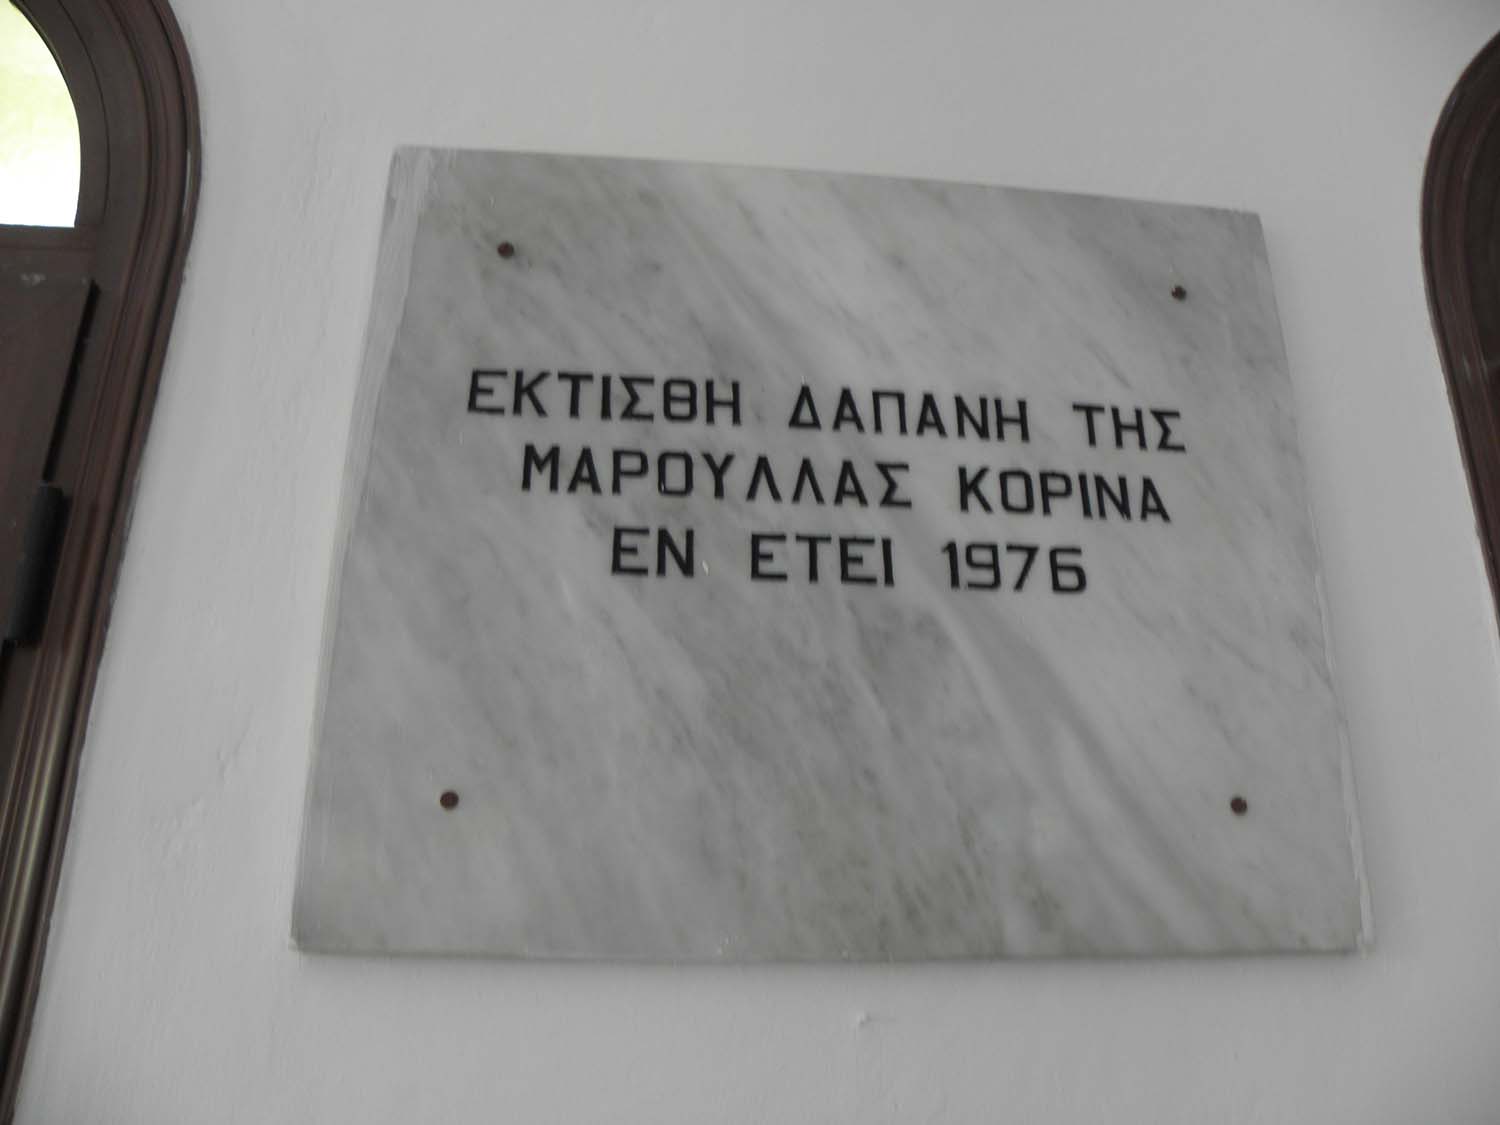 ΕΚΤΙΣΘΗ ΔΑΠΑΝΗ ΤΗΣ
ΜΑΡΟΥΛΛΑΣ ΚΟΡΙΝΑ
ΕΝ ΕΤΕΙ 1976